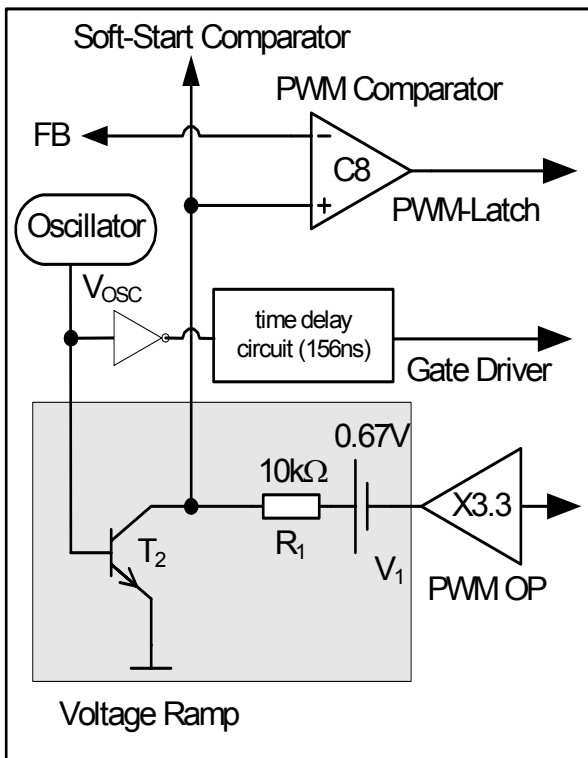 Soft-Start Comparator
PWM Comparator
FB
−
C8
+
PWM-Latch
Oscillator
VOSC
time delay
circuit (156ns)
Gate Driver
0.67V
10kΩ
X3.3
T2
R1
V1
PWM OP
Voltage Ramp